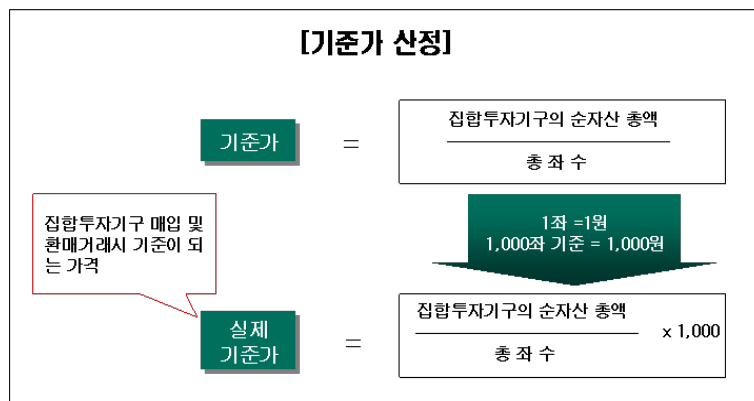 [기준가 산정]
기준가
=
집합투자기구의 순자산 총액
총 좌 수
집합투자기구 매입 및
환매거래시 기준이 되
는 가격
1좌 =1원
1,000좌 기준 = 1,000원
실제
기준가
=
집합투자기구의 순자산 총액
총 좌 수
x 1,000